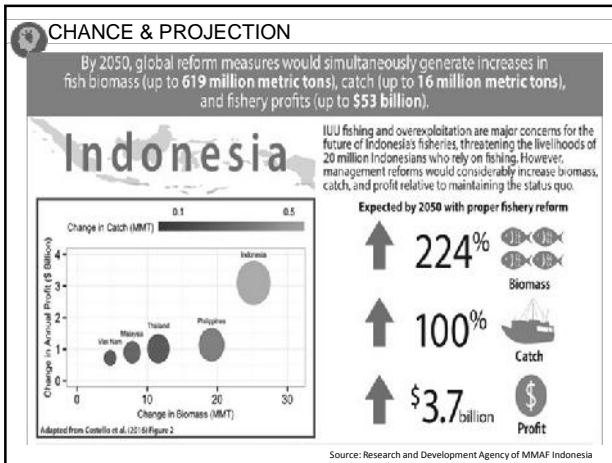 CHANCE & PROJECTION
By 2050, global reform measures would simultaneously generate increases in
fish biomass (up to 619 million metric tons), catch (up to 16 million metric tons),
and fishery profits (up to $53 billion).
Indonesia
IUU fishing and overexploitation are major concerns for the
future of Indonesia's fisheries, threatening the livelihoods of
20 million Indonesians who rely on fishing. However,
management reforms would considerably increase biomass,
catch, and profit relative to maintaining the status quo.
0.1 0.5
Change in Catch (MMT)
Change in Annual Profit ($ Billion)
4
3
2
1
0
Indonesia
Philippines
Thailand
Malaysia
Viet Nam
0 10 20 30
Change in Biomass (MMT)
Adapted from Costello et al. (2016) Figure 2
Expected by 2050 with proper fishery reform
224%
Biomass
100%
Catch
$3.7 billion
$
Profit
Source: Research and Development Agency of MMAF Indonesia